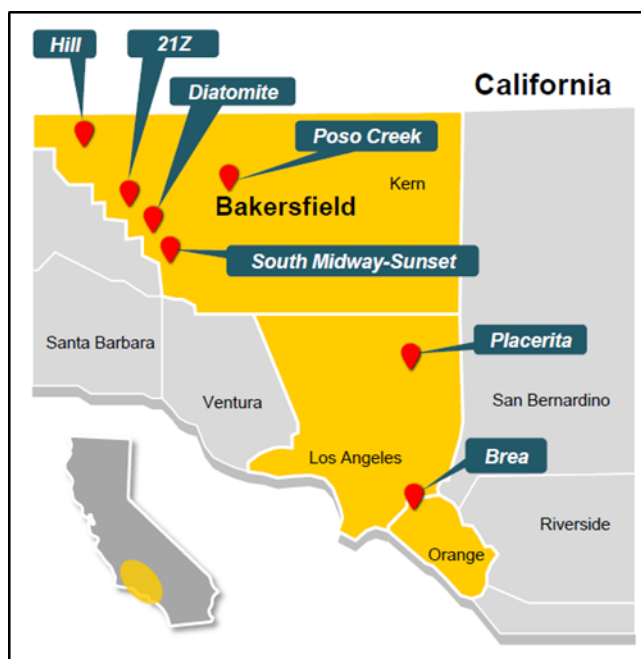 Hill
21Z
California
Diatomite
Poso Creek
Kern
Bakersfield
South Midway-Sunset
Santa Barbara
Placerita
Ventura
San Bernardino
Los Angeles
Brea
Riverside
Orange